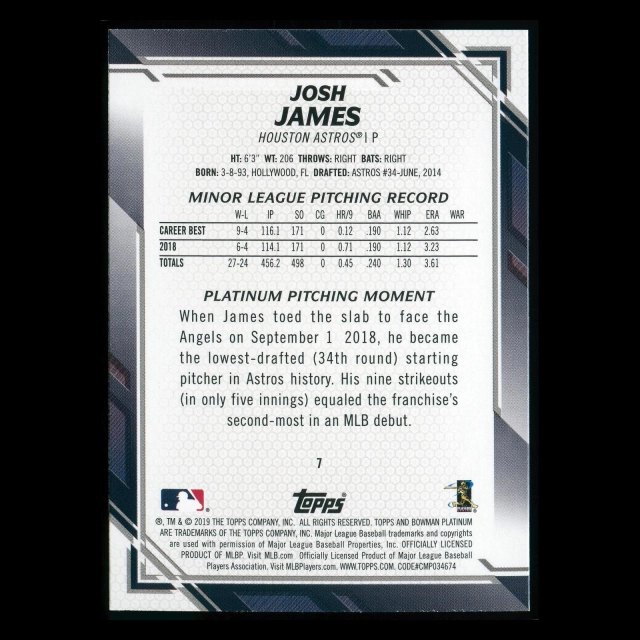 JOSH
JAMES
HOUSTON ASTROS® | P
HT: 6'3" WT: 206 THROWS: RIGHT BATS: RIGHT
BORN: 3-8-93, HOLLYWOOD, FL DRAFTED: ASTROS #34-JUNE, 2014
MINOR LEAGUE PITCHING RECORD
W-L IP SO CG HR/9 BAA WHIP ERA WAR
CAREER BEST 9-4 116.1 171 0 0.12 .190 1.12 2.63
2018 6-4 114.1 171 0 0.71 .190 1.12 3.23
TOTALS 27-24 456.2 498 0 0.45 .240 1.30 3.61
PLATINUM PITCHING MOMENT
When James toed the slab to face the
Angels on September 1 2018, he became
the lowest-drafted (34th round) starting
pitcher in Astros history. His nine strikeouts
(in only five innings) equaled the franchise's
second-most in an MLB debut.
7
topps
®, TM & © 2019 THE TOPPS COMPANY, INC. ALL RIGHTS RESERVED. TOPPS AND BOWMAN PLATINUM
ARE TRADEMARKS OF THE TOPPS COMPANY, INC. Major League Baseball trademarks and copyrights
are used with permission of Major League Baseball Properties, Inc. OFFICIALLY LICENSED
PRODUCT OF MLBP. Visit MLB.com Officially Licensed Product of Major League Baseball
Players Association. Visit MLBPlayers.com, WWW.TOPPS.COM. CODE#CMP034674